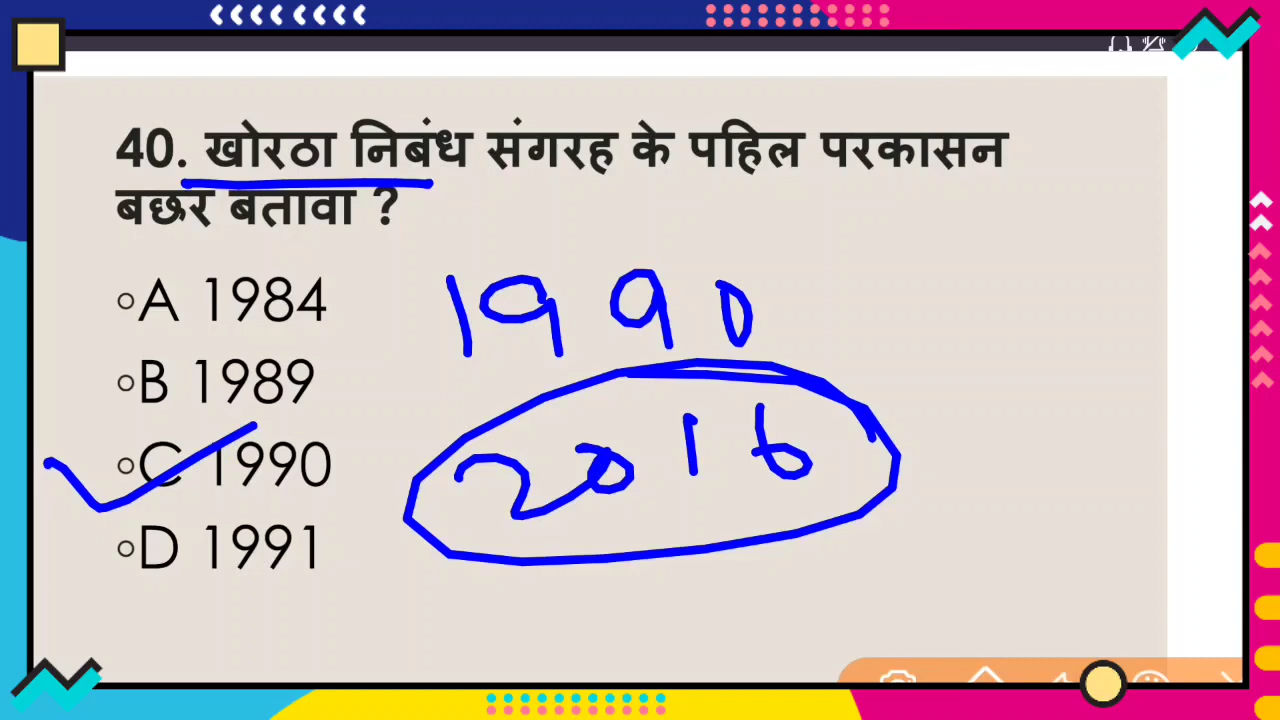 40. खोरठा निबंध संगरह के पहिल परकासन
बछर बतावा ?
A 1984
1990
B 1989
2016
C 1990
D 1991